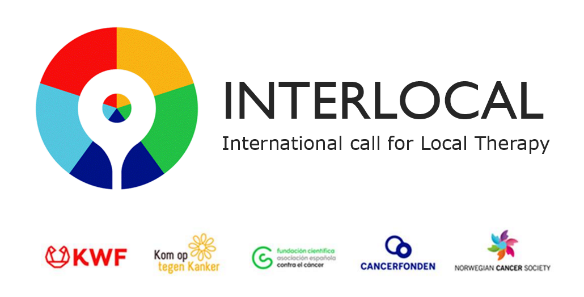 INTERLOCAL
International call for Local Therapy
KWF
Kom op
tegen Kanker
fundación científica
asociación española
contra el cáncer
CANCERFONDEN
NORWEGIAN CANCER SOCIETY